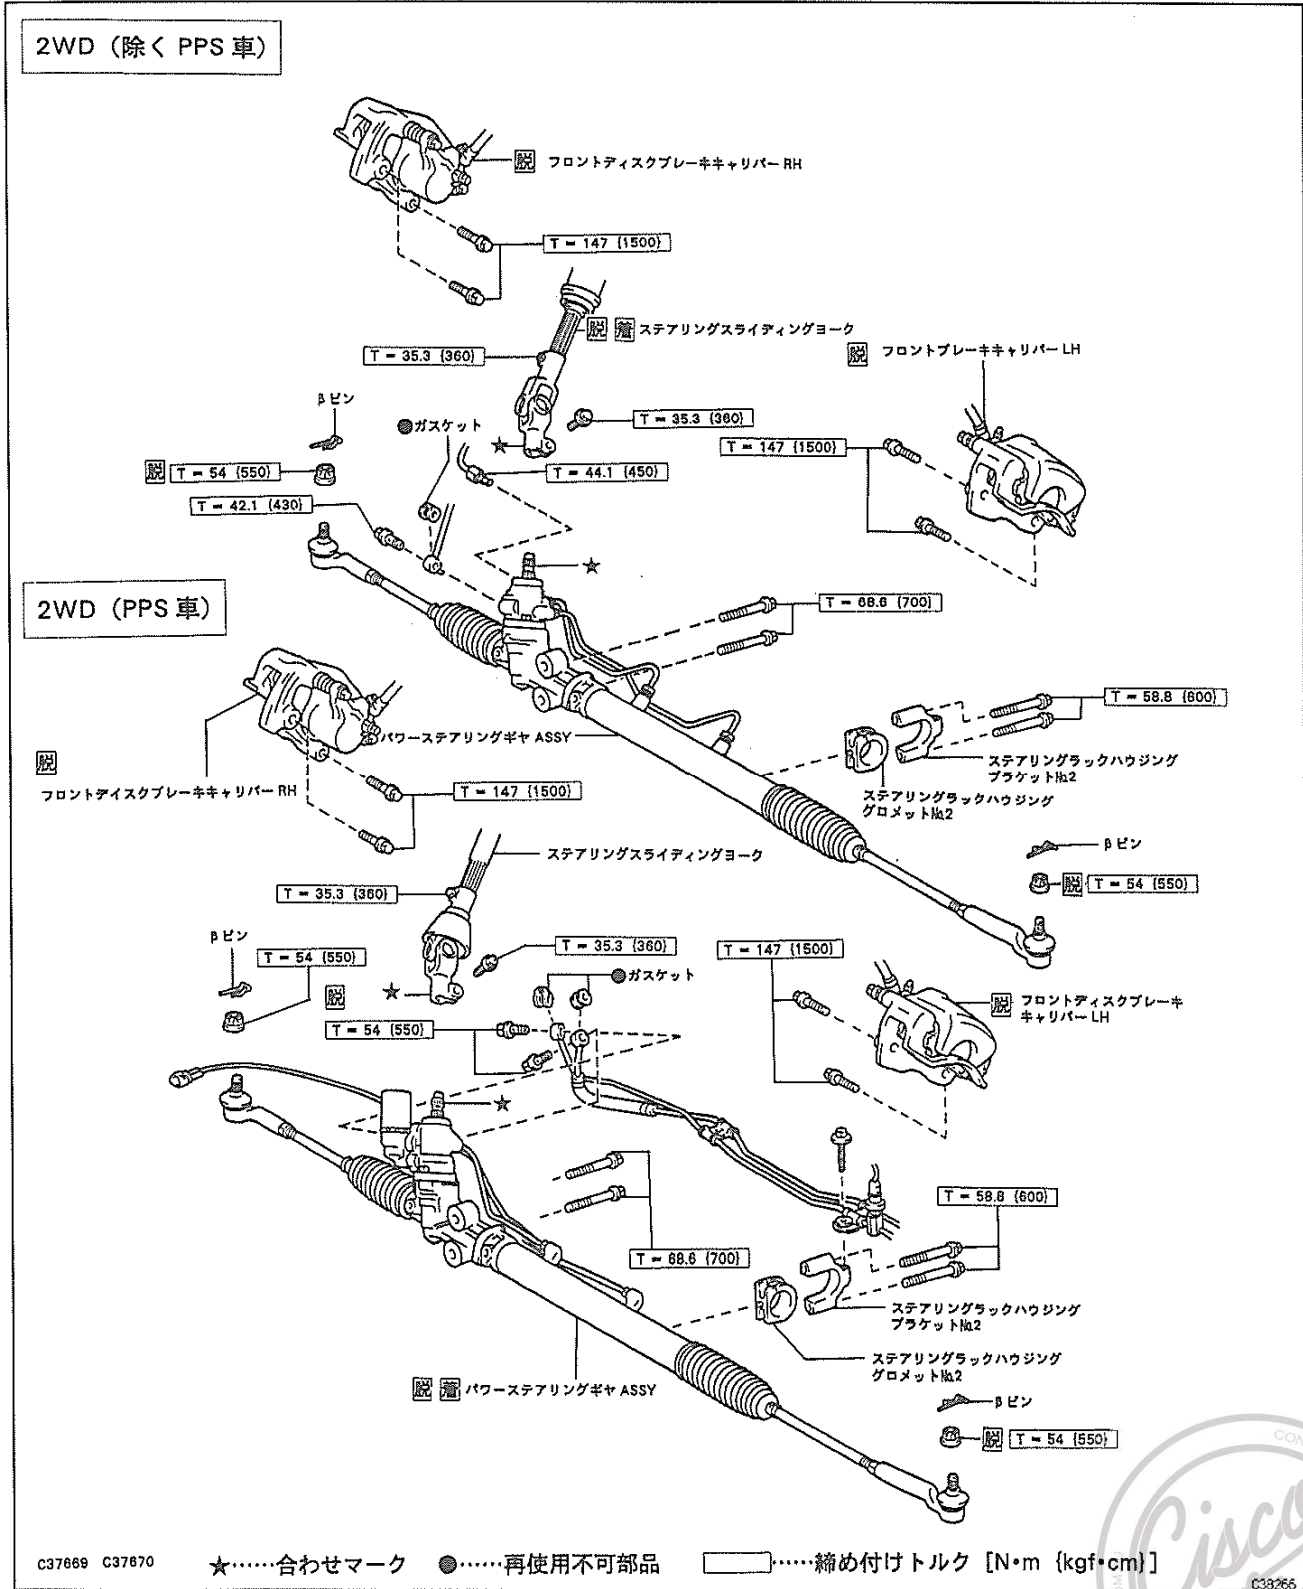 2WD（除く PPS 車）
脱 フロントディスクブレーキキャリパー RH
T = 147 {1500}
脱 着 ステアリングスライディングヨーク
T = 35.3 {360}
脱 フロントブレーキキャリパー LH
βピン
●ガスケット
★
T = 35.3 {360}
T = 147 {1500}
脱 T = 54 {550}
T = 44.1 {450}
T = 42.1 {430}
★
2WD（PPS 車）
T = 68.6 {700}
T = 58.8 {600}
パワーステアリングギヤ ASSY
脱
フロントデイスクブレーキキャリパー RH
ステアリングラックハウジング
ブラケット№2
T = 147 {1500}
ステアリングラックハウジング
グロメット№2
βピン
ステアリングスライディングヨーク
脱 T = 54 {550}
T = 35.3 {360}
βピン
T = 35.3 {360}
T = 147 {1500}
T = 54 {550}
●ガスケット
脱
★
脱 フロントディスクブレーキ
キャリパー LH
T = 54 {550}
★
T = 58.8 {600}
T = 68.6 {700}
ステアリングラックハウジング
ブラケット№2
ステアリングラックハウジング
グロメット№2
脱 着 パワーステアリングギヤ ASSY
βピン
脱 T = 54 {550}
C37669 C37670
★……合わせマーク ●……再使用不可部品 ……締め付けトルク［N・m {kgf・cm}］
C39266
Cisco